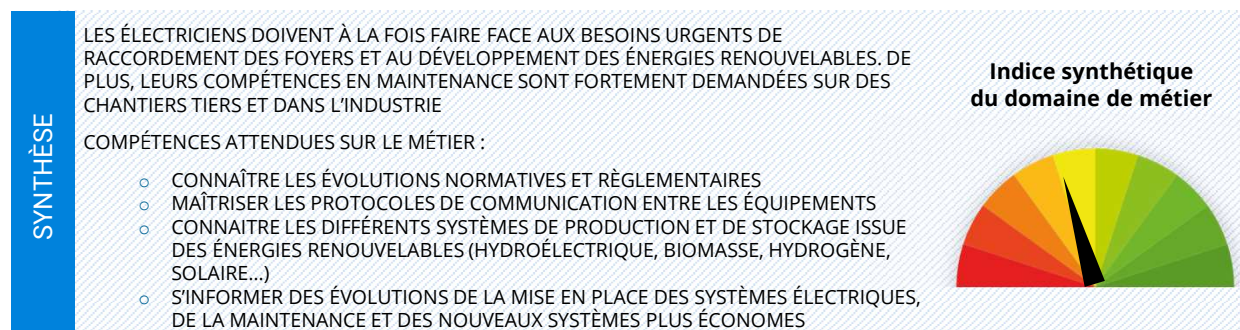 SYNTHÈSE
LES ÉLECTRICIENS DOIVENT À LA FOIS FAIRE FACE AUX BESOINS URGENTS DE
RACCORDEMENT DES FOYERS ET AU DÉVELOPPEMENT DES ÉNERGIES RENOUVELABLES. DE
PLUS, LEURS COMPÉTENCES EN MAINTENANCE SONT FORTEMENT DEMANDÉES SUR DES
CHANTIERS TIERS ET DANS L'INDUSTRIE
COMPÉTENCES ATTENDUES SUR LE MÉTIER :
○ CONNAÎTRE LES ÉVOLUTIONS NORMATIVES ET RÈGLEMENTAIRES
○ MAÎTRISER LES PROTOCOLES DE COMMUNICATION ENTRE LES ÉQUIPEMENTS
○ CONNAITRE LES DIFFÉRENTS SYSTÈMES DE PRODUCTION ET DE STOCKAGE ISSUE
DES ÉNERGIES RENOUVELABLES (HYDROÉLECTRIQUE, BIOMASSE, HYDROGÈNE,
SOLAIRE...)
○ S'INFORMER DES ÉVOLUTIONS DE LA MISE EN PLACE DES SYSTÈMES ÉLECTRIQUES,
DE LA MAINTENANCE ET DES NOUVEAUX SYSTÈMES PLUS ÉCONOMES
Indice synthétique
du domaine de métier